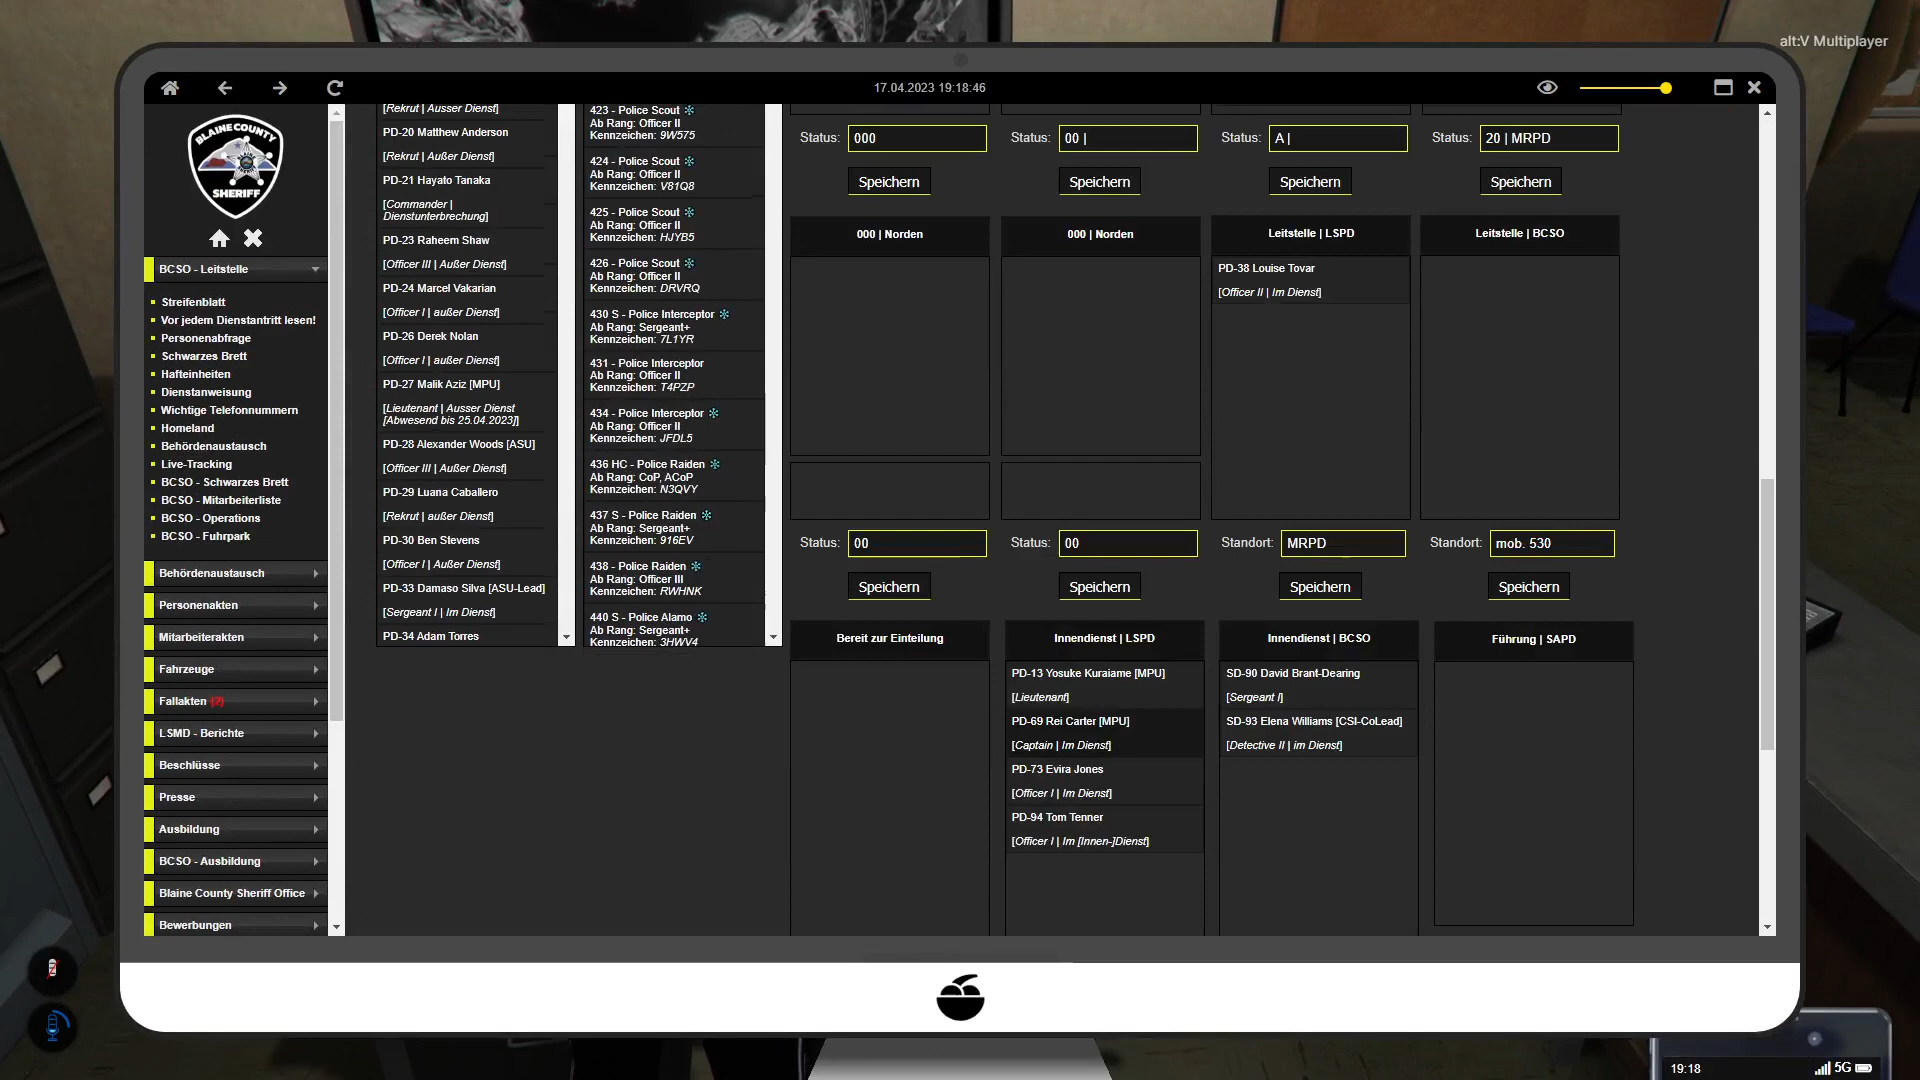 alt:V Multiplayer
17.04.2023 19:18:46
BLAINE COUNTY
SHERIFF
BCSO - Leitstelle
Streifenblatt
Vor jedem Dienstantritt lesen!
Personenabfrage
Schwarzes Brett
Hafteinheiten
Dienstanweisung
Wichtige Telefonnummern
Homeland
Behördenaustausch
Live-Tracking
BCSO - Schwarzes Brett
BCSO - Mitarbeiterliste
BCSO - Operations
BCSO - Fuhrpark
Behördenaustausch
Personenakten
Mitarbeiterakten
Fahrzeuge
Fallakten (?)
LSMD - Berichte
Beschlüsse
Presse
Ausbildung
BCSO - Ausbildung
Blaine County Sheriff Office
Bewerbungen
[Rekrut | Ausser Dienst]
PD-20 Matthew Anderson
[Rekrut | Außer Dienst]
PD-21 Hayato Tanaka
[Commander |
Dienstunterbrechung]
PD-23 Raheem Shaw
[Officer III | Außer Dienst]
PD-24 Marcel Vakarian
[Officer I | außer Dienst]
PD-26 Derek Nolan
[Officer I | außer Dienst]
PD-27 Malik Aziz [MPU]
[Lieutenant | Ausser Dienst
[Abwesend bis 25.04.2023]]
PD-28 Alexander Woods [ASU]
[Officer III | Außer Dienst]
PD-29 Luana Caballero
[Rekrut | außer Dienst]
PD-30 Ben Stevens
[Officer I | Außer Dienst]
PD-33 Damaso Silva [ASU-Lead]
[Sergeant I | Im Dienst]
PD-34 Adam Torres
423 - Police Scout
Ab Rang: Officer II
Kennzeichen: 9W575
424 - Police Scout
Ab Rang: Officer II
Kennzeichen: V81Q8
425 - Police Scout
Ab Rang: Officer II
Kennzeichen: HJYB5
426 - Police Scout
Ab Rang: Officer II
Kennzeichen: DRVRQ
430 S - Police Interceptor
Ab Rang: Sergeant+
Kennzeichen: 7L1YR
431 - Police Interceptor
Ab Rang: Officer II
Kennzeichen: T4PZP
434 - Police Interceptor
Ab Rang: Officer II
Kennzeichen: JFDL5
436 HC - Police Raiden
Ab Rang: CoP, ACoP
Kennzeichen: N3QVY
437 S - Police Raiden
Ab Rang: Sergeant+
Kennzeichen: 916EV
438 - Police Raiden
Ab Rang: Officer III
Kennzeichen: RWHNK
440 S - Police Alamo
Ab Rang: Sergeant+
Kennzeichen: 3HWV4
Status: 000
Status: 00 |
Status: A |
Status: 20 | MRPD
Speichern
Speichern
Speichern
Speichern
000 | Norden
000 | Norden
Leitstelle | LSPD
Leitstelle | BCSO
PD-38 Louise Tovar
[Officer II | Im Dienst]
Status: 00
Status: 00
Standort: MRPD
Standort: mob. 530
Speichern
Speichern
Speichern
Speichern
Bereit zur Einteilung
Innendienst | LSPD
Innendienst | BCSO
Führung | SAPD
PD-13 Yosuke Kuraiame [MPU]
[Lieutenant]
PD-69 Rei Carter [MPU]
[Captain | Im Dienst]
PD-73 Evira Jones
[Officer I | Im Dienst]
PD-94 Tom Tenner
[Officer I | Im [Innen-]Dienst]
SD-90 David Brant-Dearing
[Sergeant I]
SD-93 Elena Williams [CSI-CoLead]
[Detective II | im Dienst]
19:18
5G